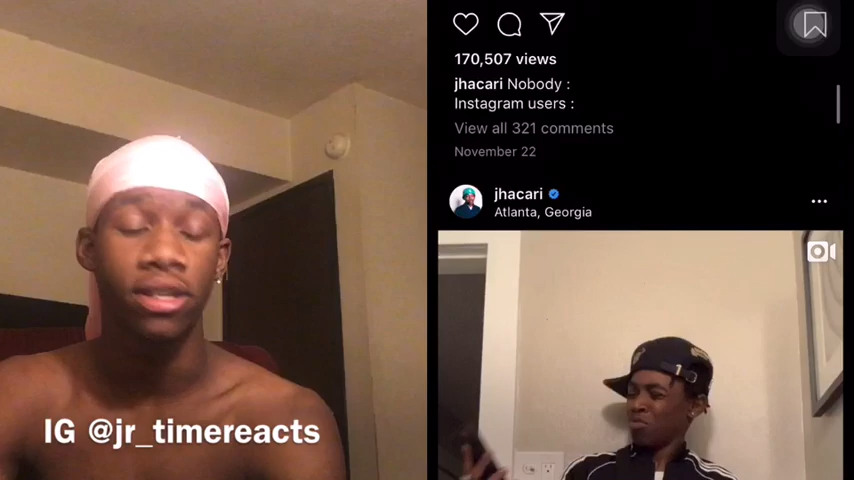 170,507 views
jhacari Nobody :
Instagram users :
View all 321 comments
November 22
jhacari
Atlanta, Georgia
IG @jr_timereacts